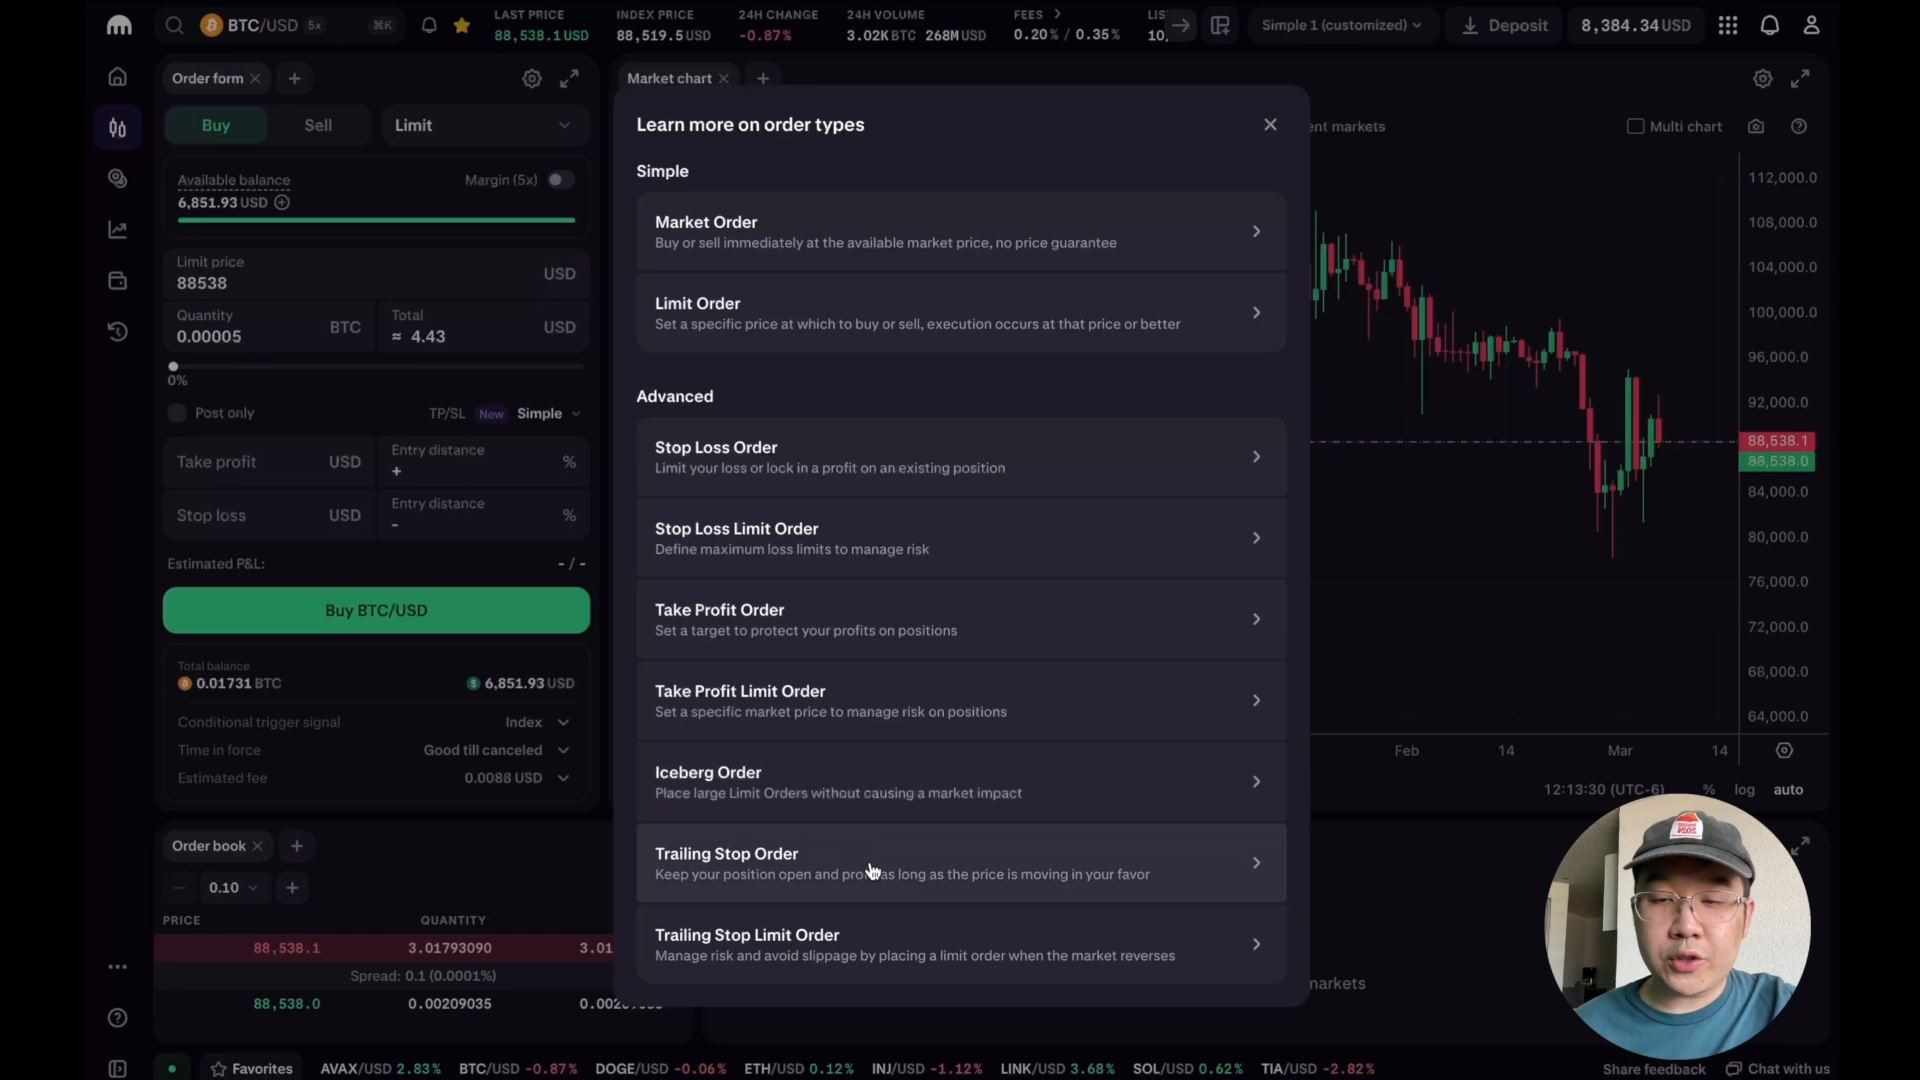 BTC/USD 5x ⌘K
LAST PRICE
88,538.1 USD
INDEX PRICE
88,519.5 USD
24H CHANGE
-0.87%
24H VOLUME
3.02K BTC 268M USD
FEES
0.20% / 0.35%
LIS
10,
Simple 1 (customized)
Deposit
8,384.34 USD
Order form
Buy
Sell
Limit
Available balance
6,851.93 USD
Margin (5x)
Limit price
88538
USD
Quantity
0.00005
BTC
Total
≈ 4.43
USD
0%
Post only
TP/SL New Simple
Take profit USD
Entry distance
+
%
Stop loss USD
Entry distance
-
%
Estimated P&L:
- / -
Buy BTC/USD
Total balance
0.01731 BTC
6,851.93 USD
Conditional trigger signal
Index
Time in force
Good till canceled
Estimated fee
0.0088 USD
Order book
0.10
PRICE
QUANTITY
88,538.1
3.01793090
3.01
Spread: 0.1 (0.0001%)
88,538.0
0.00209035
Market chart
Learn more on order types
Simple
Market Order
Buy or sell immediately at the available market price, no price guarantee
Limit Order
Set a specific price at which to buy or sell, execution occurs at that price or better
Advanced
Stop Loss Order
Limit your loss or lock in a profit on an existing position
Stop Loss Limit Order
Define maximum loss limits to manage risk
Take Profit Order
Set a target to protect your profits on positions
Take Profit Limit Order
Set a specific market price to manage risk on positions
Iceberg Order
Place large Limit Orders without causing a market impact
Trailing Stop Order
Keep your position open and as long as the price is moving in your favor
Trailing Stop Limit Order
Manage risk and avoid slippage by placing a limit order when the market reverses
ent markets
Multi chart
112,000.0
108,000.0
104,000.0
100,000.0
96,000.0
92,000.0
88,538.1
88,538.0
84,000.0
80,000.0
76,000.0
72,000.0
68,000.0
64,000.0
Feb
14
Mar
14
12:13:30 (UTC-6)
%
log
auto
markets
Favorites
AVAX/USD 2.83%
BTC/USD -0.87%
DOGE/USD -0.06%
ETH/USD 0.12%
INJ/USD -1.12%
LINK/USD 3.68%
SOL/USD 0.62%
TIA/USD -2.82%
Share feedback
Chat with us